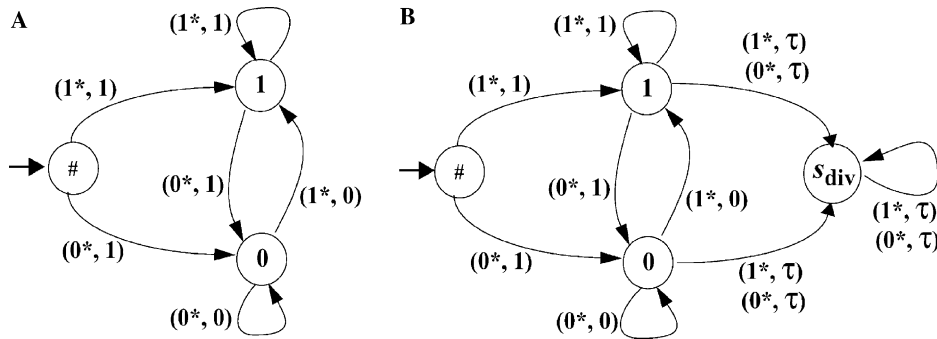 A
(1*, 1)
1
(1*, 1)
#
(0*, 1)
(1*, 0)
(0*, 1)
0
(0*, 0)
B
(1*, 1)
(1*, τ)
(0*, τ)
1
(1*, 1)
#
s_div
(0*, 1)
(1*, 0)
(1*, τ)
(0*, τ)
(0*, 1)
0
(1*, τ)
(0*, τ)
(0*, 0)